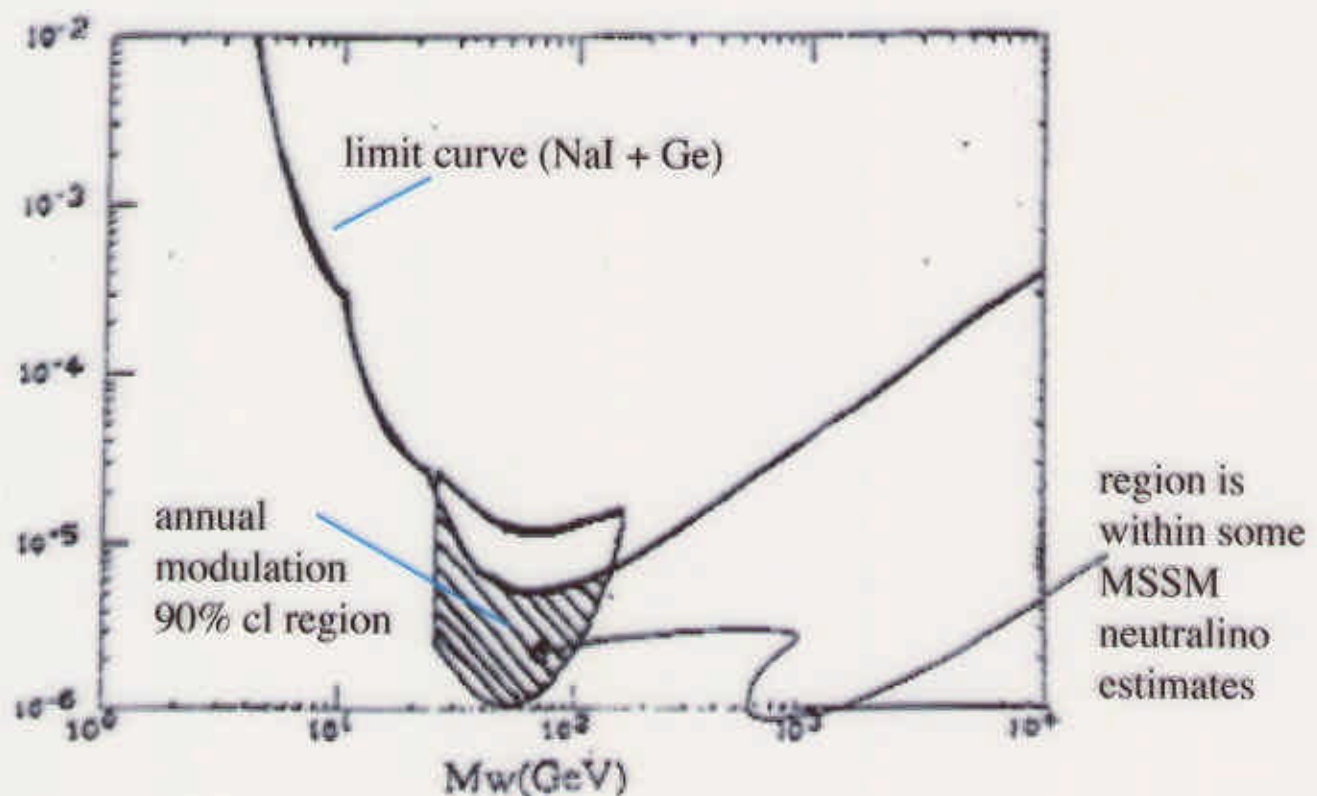 10⁻²
limit curve (NaI + Ge)
10⁻³
10⁻⁴
annual
modulation
90% cl region
10⁻⁵
region is
within some
MSSM
neutralino
estimates
10⁻⁶
10⁰ 10¹ 10² 10³ 10⁴
Mw(GeV)